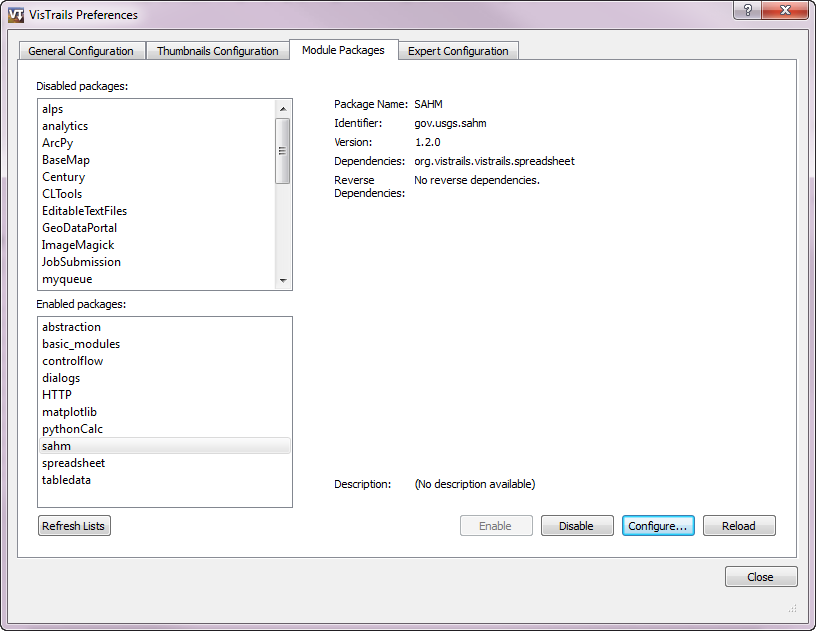 VisTrails Preferences
General Configuration
Thumbnails Configuration
Module Packages
Expert Configuration
Disabled packages:
alps
analytics
ArcPy
BaseMap
Century
CLTools
EditableTextFiles
GeoDataPortal
ImageMagick
JobSubmission
myqueue
Enabled packages:
abstraction
basic_modules
controlflow
dialogs
HTTP
matplotlib
pythonCalc
sahm
spreadsheet
tabledata
Refresh Lists
Package Name: SAHM
Identifier: gov.usgs.sahm
Version: 1.2.0
Dependencies: org.vistrails.vistrails.spreadsheet
Reverse Dependencies: No reverse dependencies.
Description: (No description available)
Enable
Disable
Configure...
Reload
Close